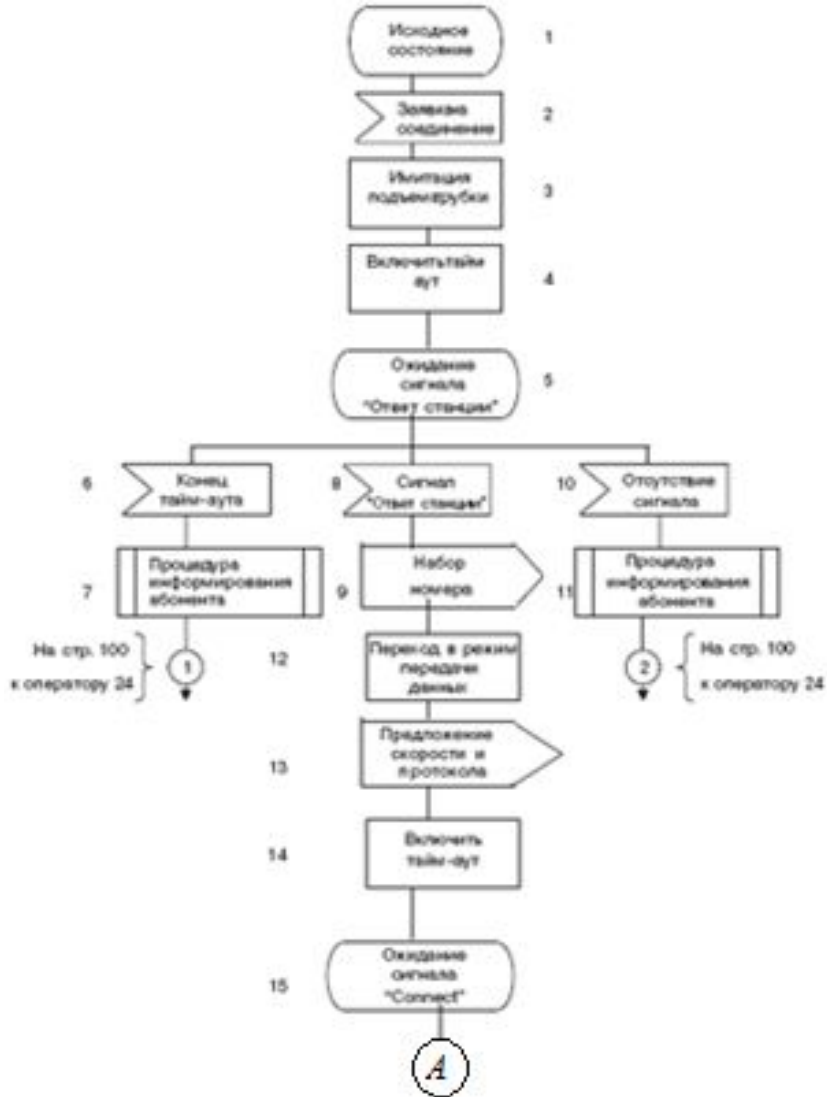 Исходное
состояние
1
Заявка на
соединение
2
Имитация
подъема трубки
3
Включить тайм
аут
4
Ожидание
сигнала
"Ответ станции"
5
6
Конец
тайм-аута
8
Сигнал
"Ответ станции"
10
Отсутствие
сигнала
7
Процедура
информирования
абонента
9
Набор
номера
11
Процедура
информирования
абонента
На стр. 100
к оператору 24
1
12
Переход в режим
передачи
данных
2
На стр. 100
к оператору 24
13
Предложение
скорости и
протокола
14
Включить
тайм-аут
15
Ожидание
сигнала
"Connect"
A